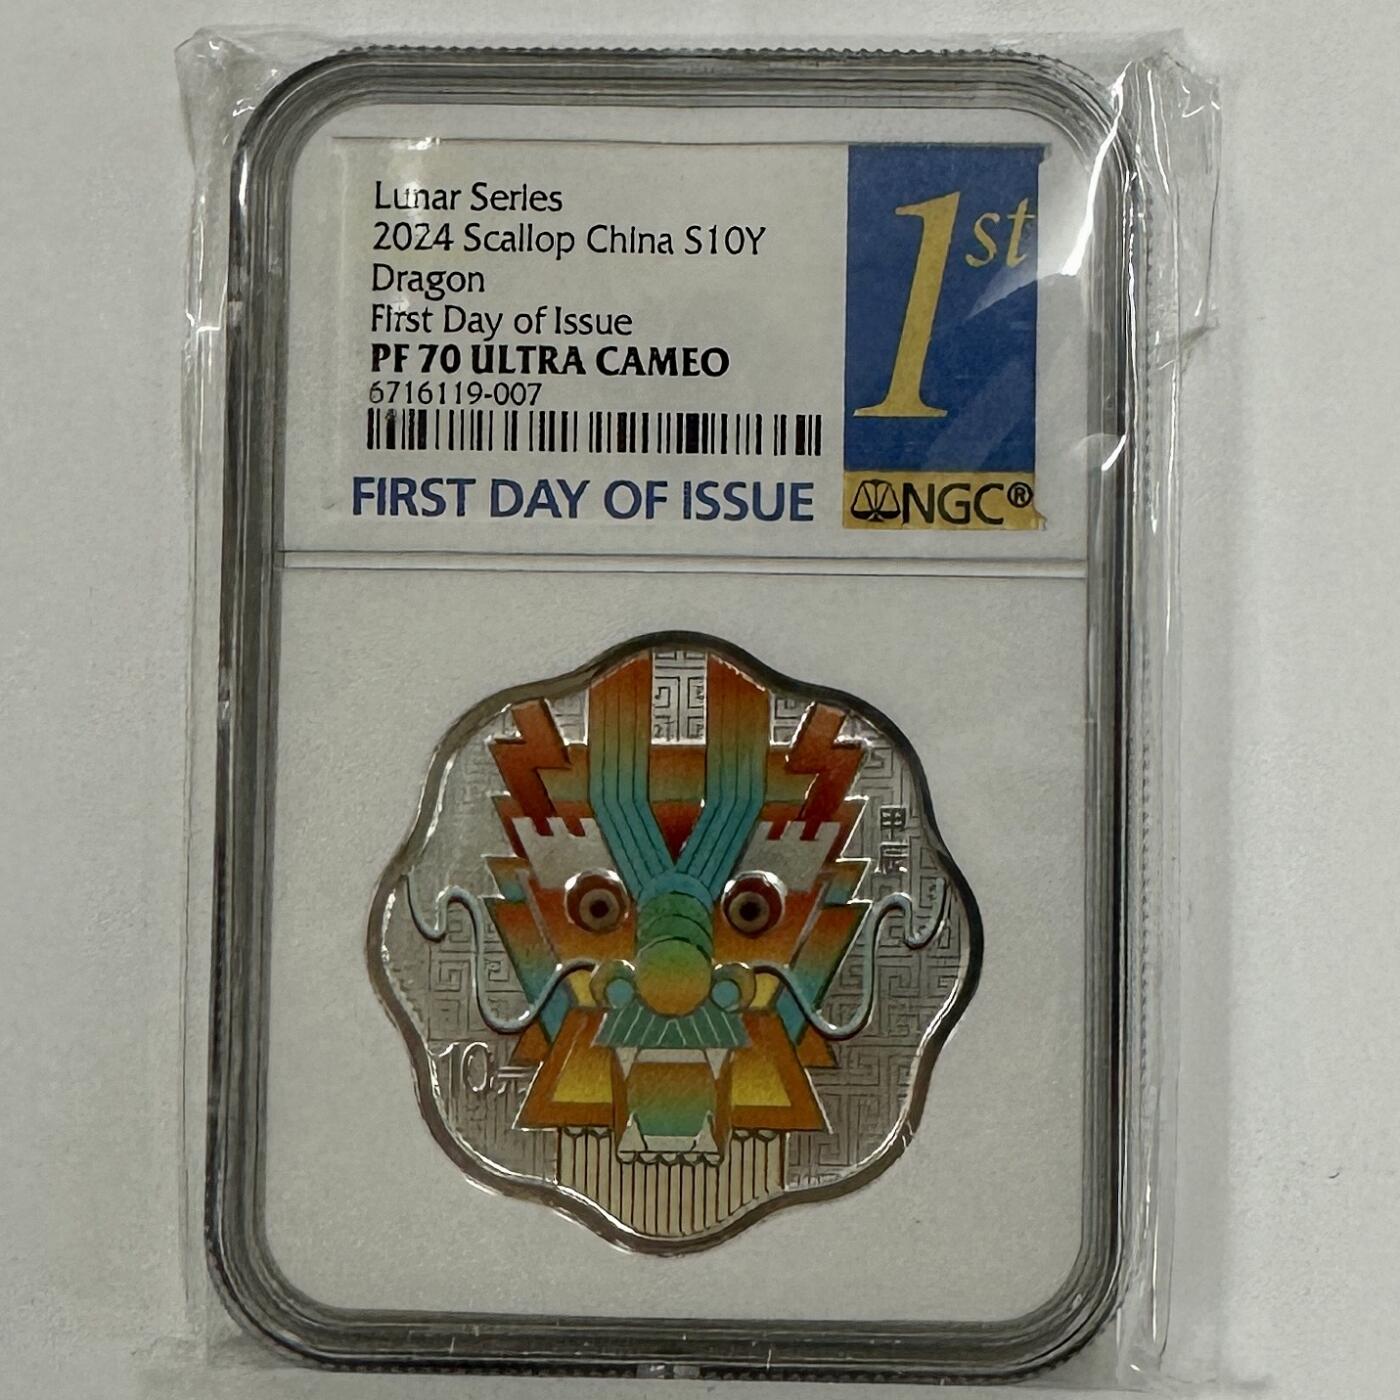 Lunar Series
2024 Scallop China S10Y
Dragon
First Day of Issue
PF 70 ULTRA CAMEO
6716119-007
FIRST DAY OF ISSUE
1st
NGC®
甲辰
10元